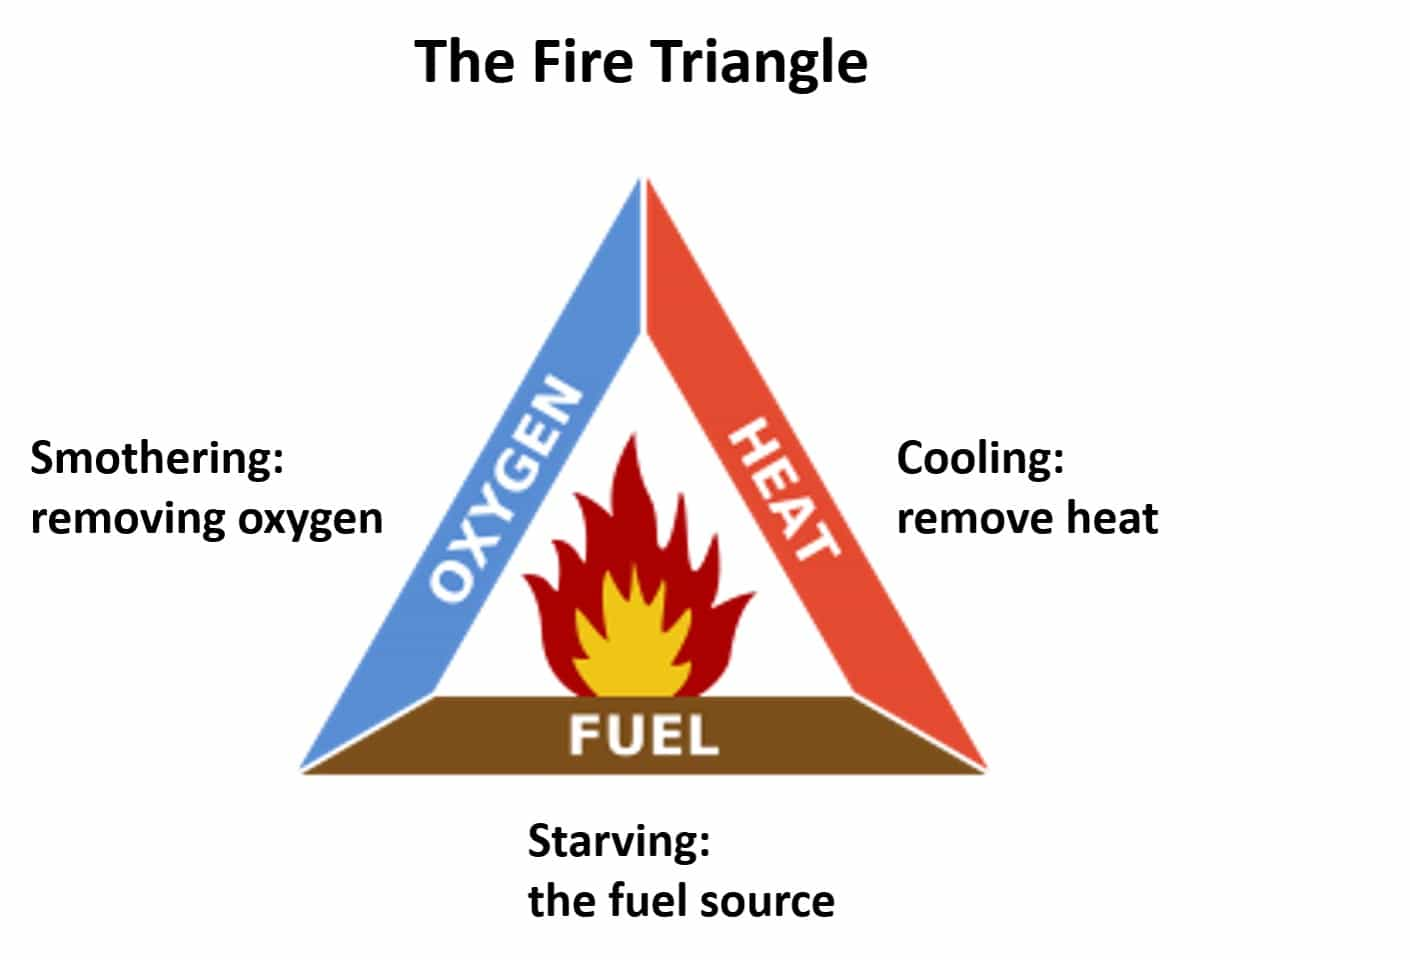 The Fire Triangle
OXYGEN
HEAT
Smothering:
removing oxygen
Cooling:
remove heat
FUEL
Starving:
the fuel source